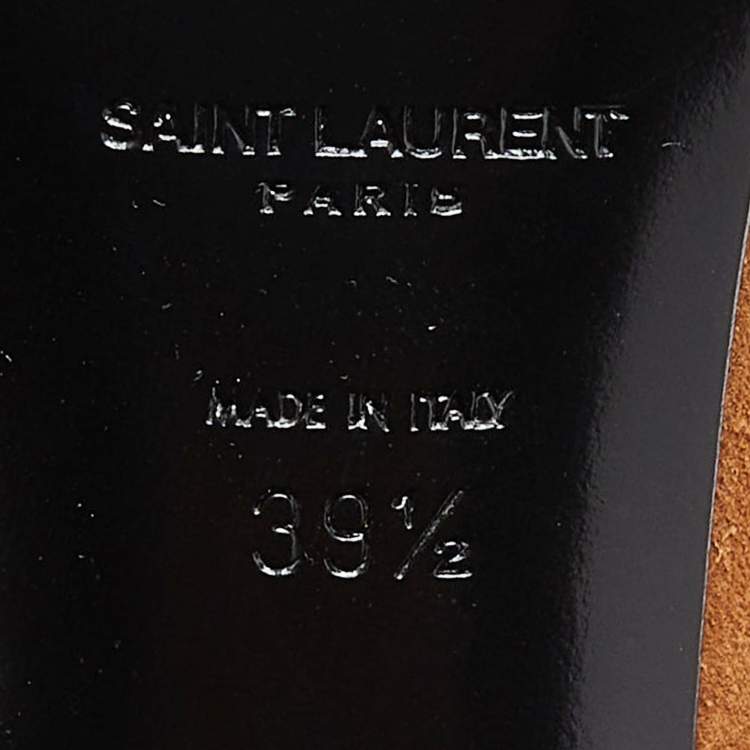 SAINT LAURENT
PARIS
MADE IN ITALY
39½